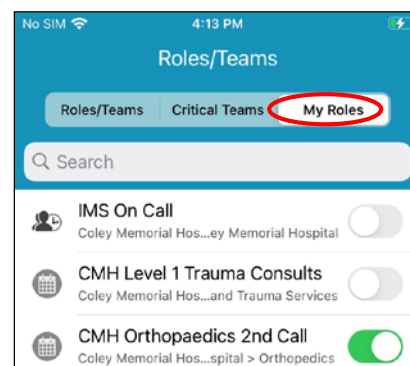 No SIM 4:13 PM
Roles/Teams
Roles/Teams Critical Teams My Roles
Search
IMS On Call
Coley Memorial Hos...ey Memorial Hospital
CMH Level 1 Trauma Consults
Coley Memorial Hos...and Trauma Services
CMH Orthopaedics 2nd Call
Coley Memorial Hos...spital > Orthopedics